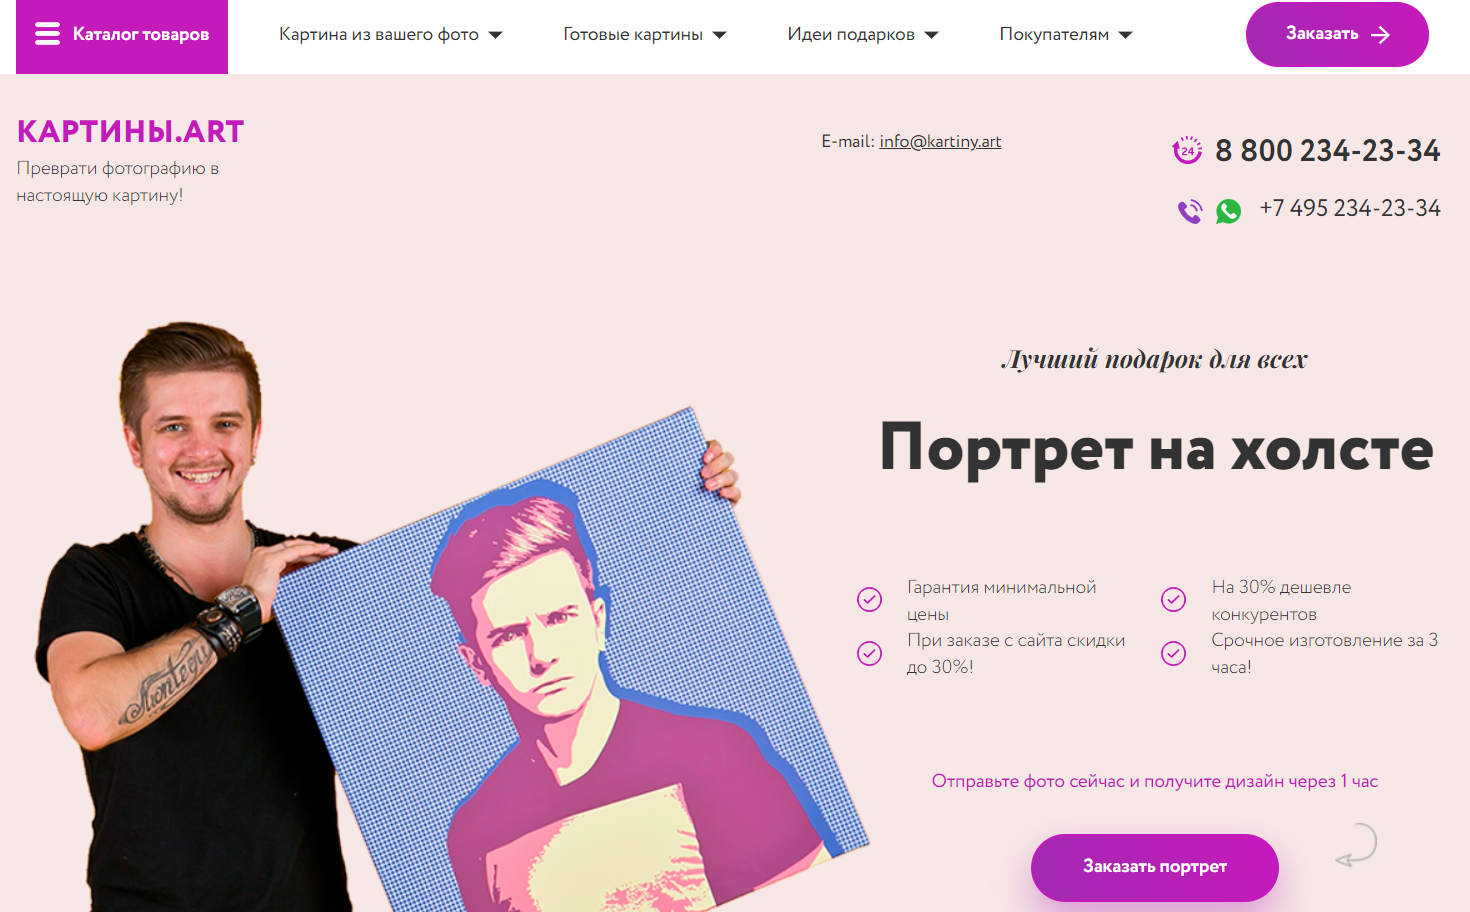 Каталог товаров
Картина из вашего фото
Готовые картины
Идеи подарков
Покупателям
Заказать
КАРТИНЫ.ART
Преврати фотографию в
настоящую картину!
E-mail: info@kartiny.art
24
8 800 234-23-34
+7 495 234-23-34
Лучший подарок для всех
Портрет на холсте
Гарантия минимальной
цены
На 30% дешевле
конкурентов
При заказе с сайта скидки
до 30%!
Срочное изготовление за 3
часа!
Отправьте фото сейчас и получите дизайн через 1 час
Заказать портрет